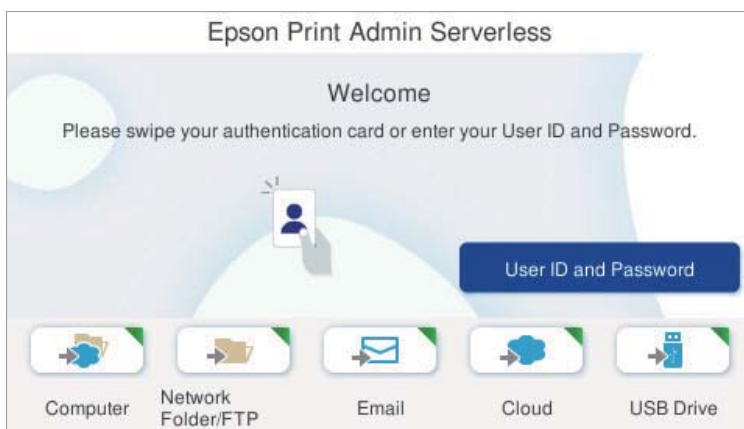 Epson Print Admin Serverless
Welcome
Please swipe your authentication card or enter your User ID and Password.
User ID and Password
Computer
Network
Folder/FTP
Email
Cloud
USB Drive